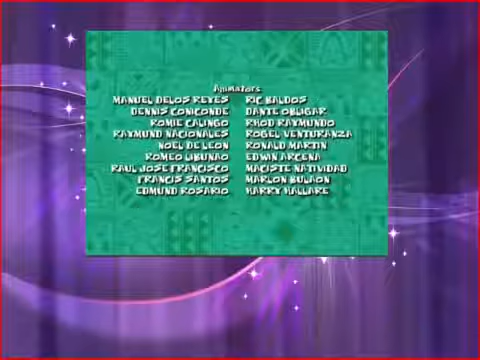 Animators
MANUEL DELOS REYES RIC BALDOS
DENNIS CONICONDE DANTE OBLIGAR
ROMIE CALINGO RHOD RAYMUNDO
RAYMUND NACIONALES ROGEL VENTURANZA
NOEL DE LEON RONALD MARTIN
ROMEO LIBUNAO EDWIN ARCENA
RAUL JOSE FRANCISCO MACISTE NATIVIDAD
FRANCIS SANTOS MARLON BULAON
EDMUND ROSARIO HARRY HALLARE